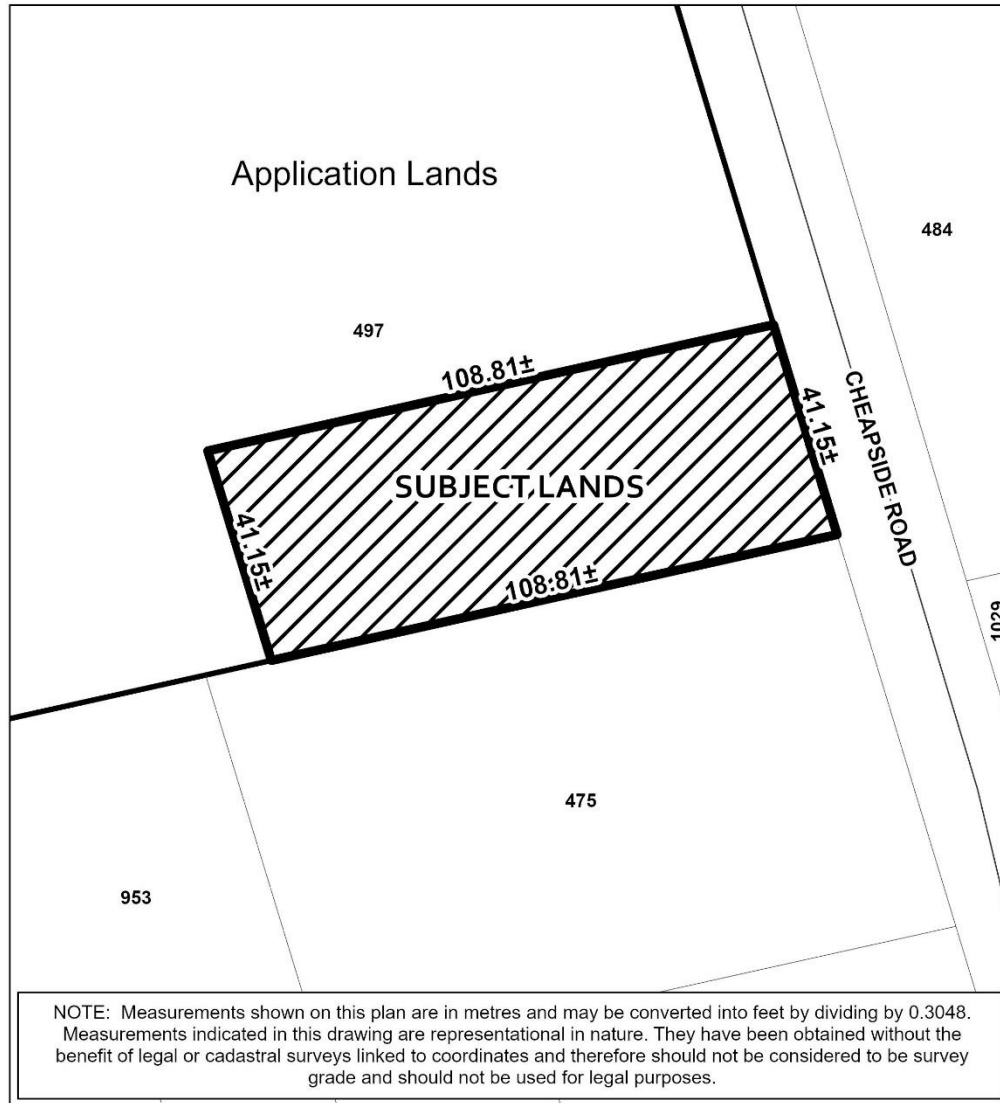 Application Lands
484
497
108.81±
41.15±
CHEAPSIDE ROAD
SUBJECT LANDS
41.15±
108.81±
1029
475
953
NOTE: Measurements shown on this plan are in metres and may be converted into feet by dividing by 0.3048.
Measurements indicated in this drawing are representational in nature. They have been obtained without the
benefit of legal or cadastral surveys linked to coordinates and therefore should not be considered to be survey
grade and should not be used for legal purposes.